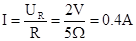 I = U_R / R = 2V / 5Ω = 0.4A